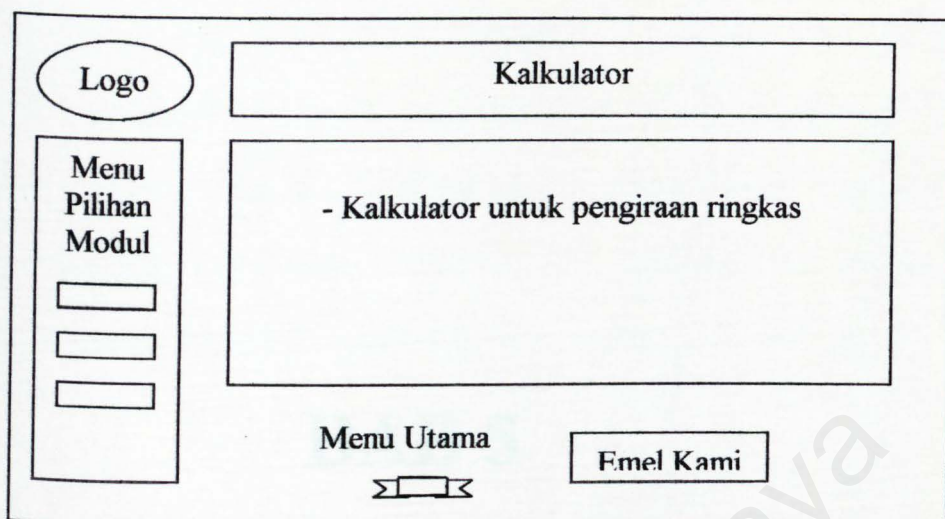 Logo
Kalkulator
Menu
Pilihan
Modul
- Kalkulator untuk pengiraan ringkas
Menu Utama
Emel Kami